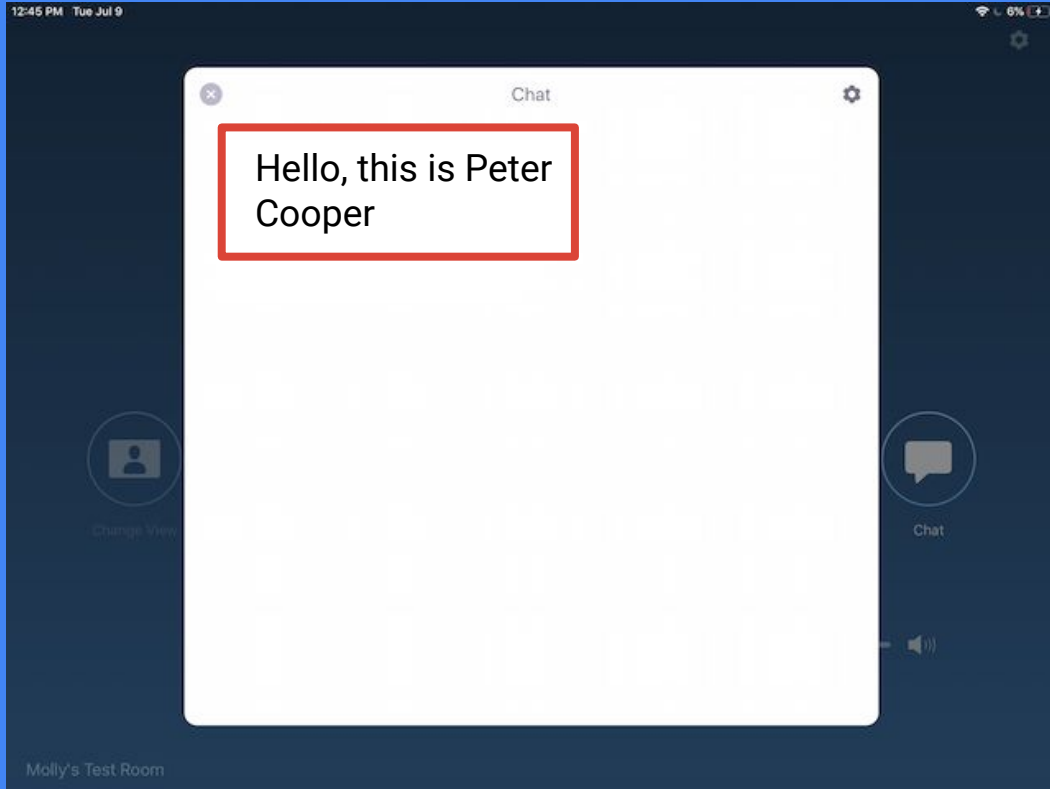 12:45 PM Tue Jul 9
6%
Chat
Hello, this is Peter
Cooper
Change View
Chat
Molly's Test Room